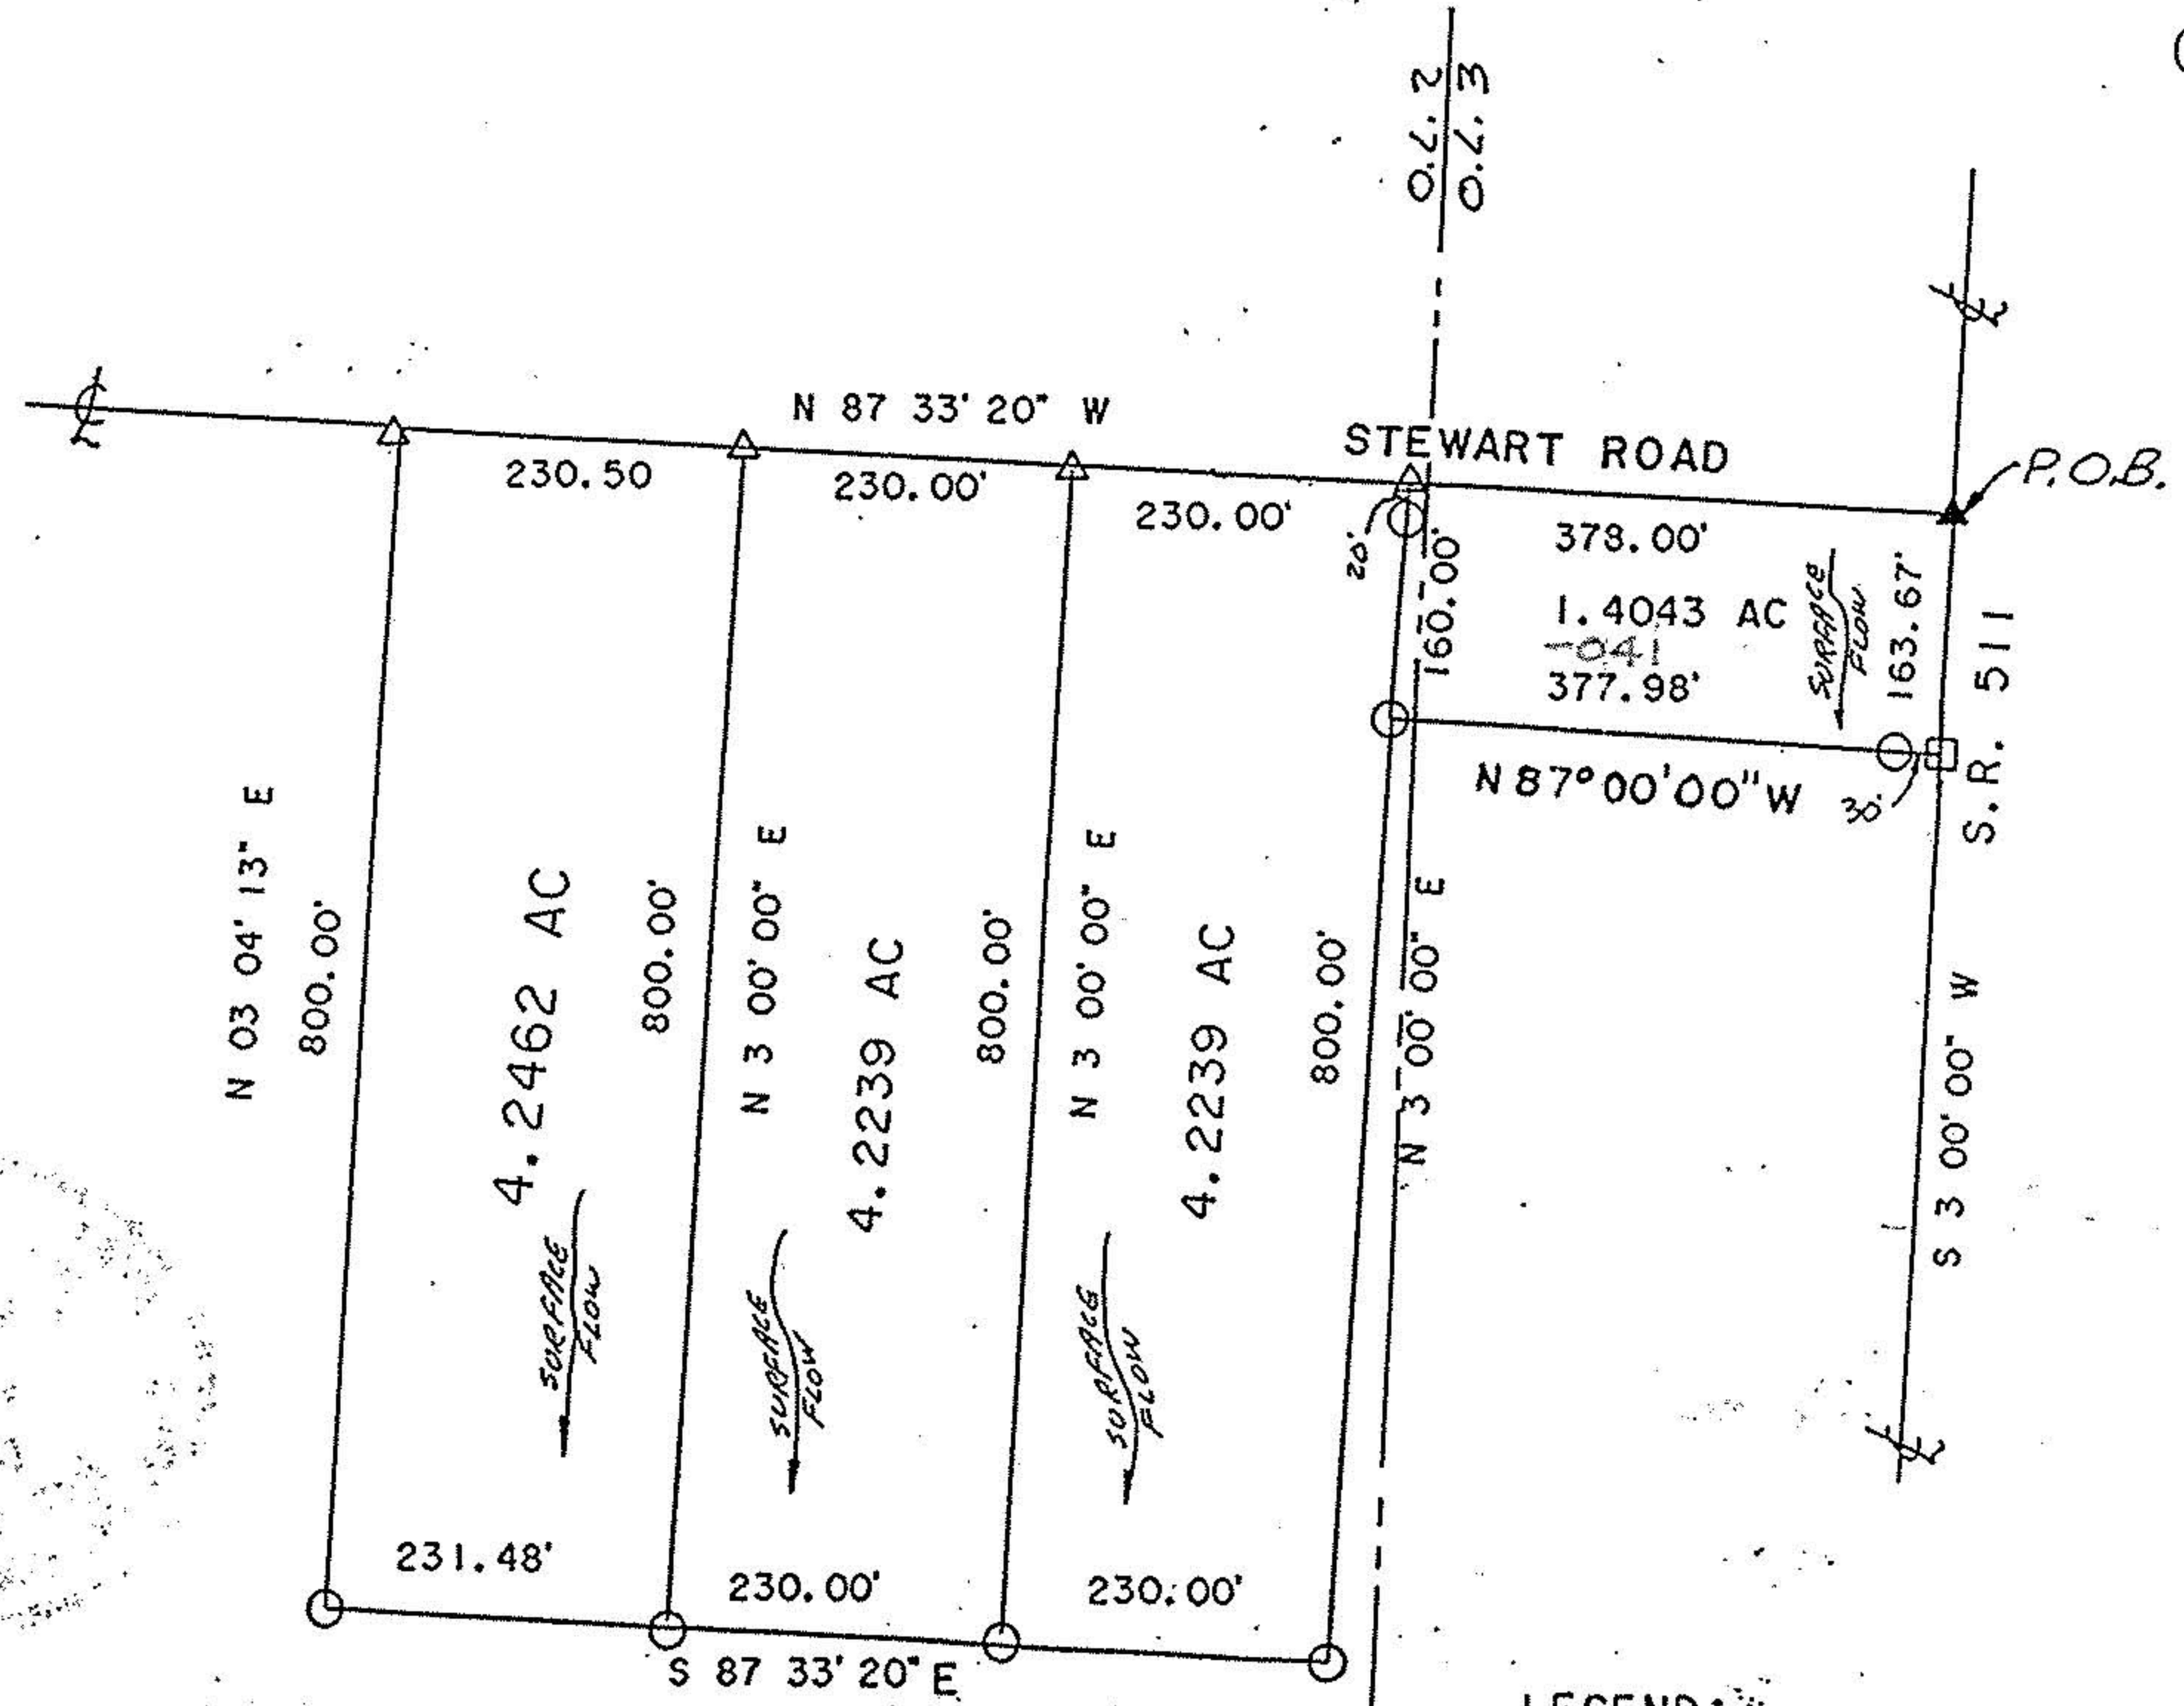 O.L. 2
O.L. 3
N 87 33' 20" W
STEWART ROAD
P.O.B.
230.50
230.00'
230.00'
378.00'
20'
160.00'
1.4043 AC
-041
377.98'
SURFACE
FLOW
163.67'
S.R. 511
N 87°00'00" W
30'
N 03 04' 13" E
800.00'
4.2462 AC
800.00'
N 3 00' 00" E
4.2239 AC
800.00'
N 3 00' 00" E
4.2239 AC
800.00'
N 3 00' 00" E
S 3 00' 00" W
SURFACE
FLOW
SURFACE
FLOW
SURFACE
FLOW
231.48'
230.00'
230.00'
S 87 33' 20" E
LEGEND: